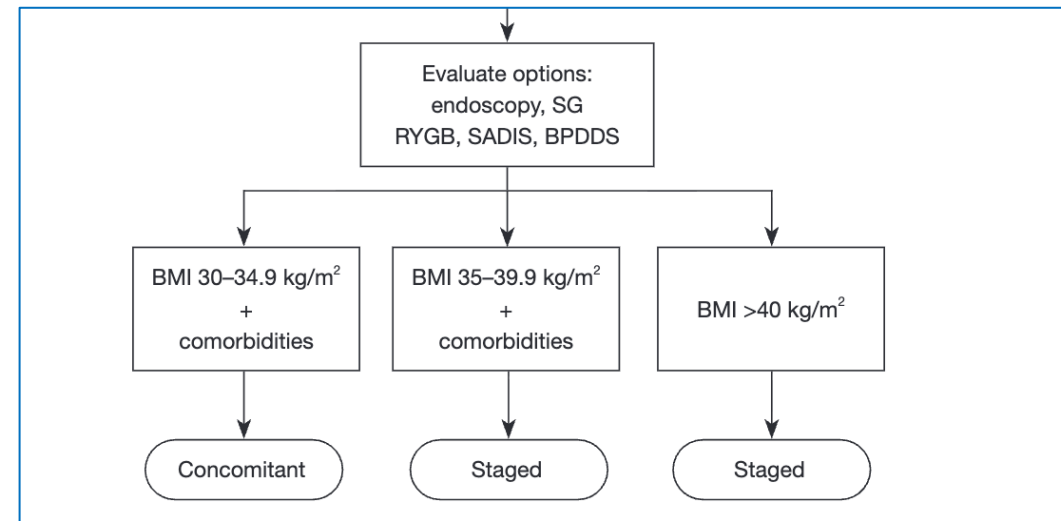 Evaluate options:
endoscopy, SG
RYGB, SADIS, BPDDS
BMI 30–34.9 kg/m²
+
comorbidities
BMI 35–39.9 kg/m²
+
comorbidities
BMI >40 kg/m²
Concomitant
Staged
Staged